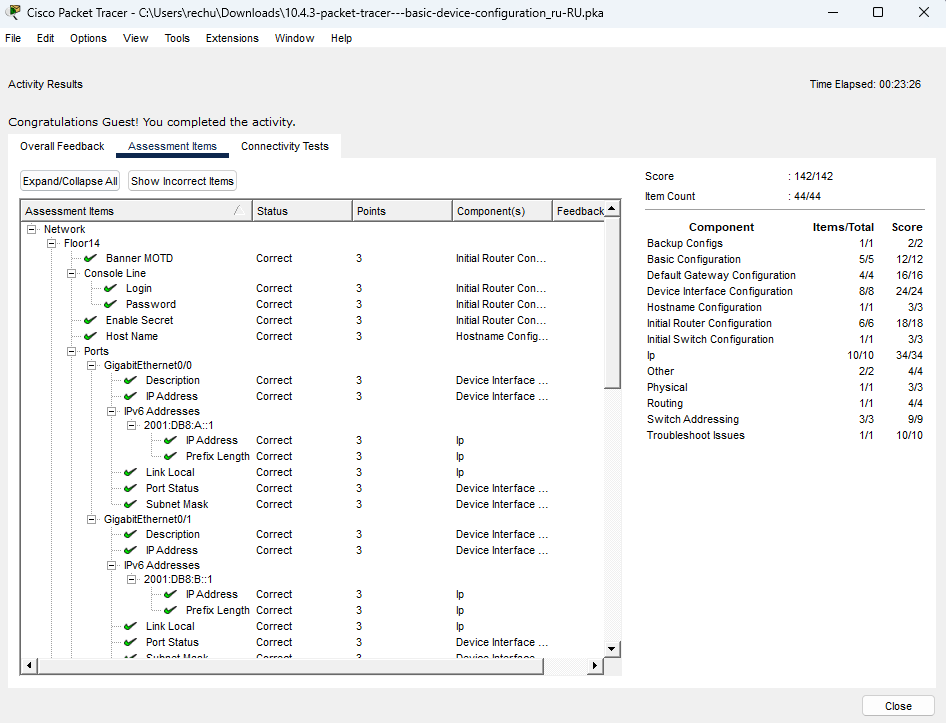 Cisco Packet Tracer - C:\Users\rechu\Downloads\10.4.3-packet-tracer---basic-device-configuration_ru-RU.pka
File Edit Options View Tools Extensions Window Help
Activity Results
Time Elapsed: 00:23:26
Congratulations Guest! You completed the activity.
Overall Feedback Assessment Items Connectivity Tests
Expand/Collapse All Show Incorrect Items
Assessment Items Status Points Component(s) Feedback
Network
Floor14
Banner MOTD Correct 3 Initial Router Con...
Console Line
Login Correct 3 Initial Router Con...
Password Correct 3 Initial Router Con...
Enable Secret Correct 3 Initial Router Con...
Host Name Correct 3 Hostname Config...
Ports
GigabitEthernet0/0
Description Correct 3 Device Interface ...
IP Address Correct 3 Device Interface ...
IPv6 Addresses
2001:DB8:A::1
IP Address Correct 3 Ip
Prefix Length Correct 3 Ip
Link Local Correct 3 Ip
Port Status Correct 3 Device Interface ...
Subnet Mask Correct 3 Device Interface ...
GigabitEthernet0/1
Description Correct 3 Device Interface ...
IP Address Correct 3 Device Interface ...
IPv6 Addresses
2001:DB8:B::1
IP Address Correct 3 Ip
Prefix Length Correct 3 Ip
Link Local Correct 3 Ip
Port Status Correct 3 Device Interface ...
Subnet Mask Correct 3 Device Interface ...
Score : 142/142
Item Count : 44/44
Component Items/Total Score
Backup Configs 1/1 2/2
Basic Configuration 5/5 12/12
Default Gateway Configuration 4/4 16/16
Device Interface Configuration 8/8 24/24
Hostname Configuration 1/1 3/3
Initial Router Configuration 6/6 18/18
Initial Switch Configuration 1/1 3/3
Ip 10/10 34/34
Other 2/2 4/4
Physical 1/1 3/3
Routing 1/1 4/4
Switch Addressing 3/3 9/9
Troubleshoot Issues 1/1 10/10
Close